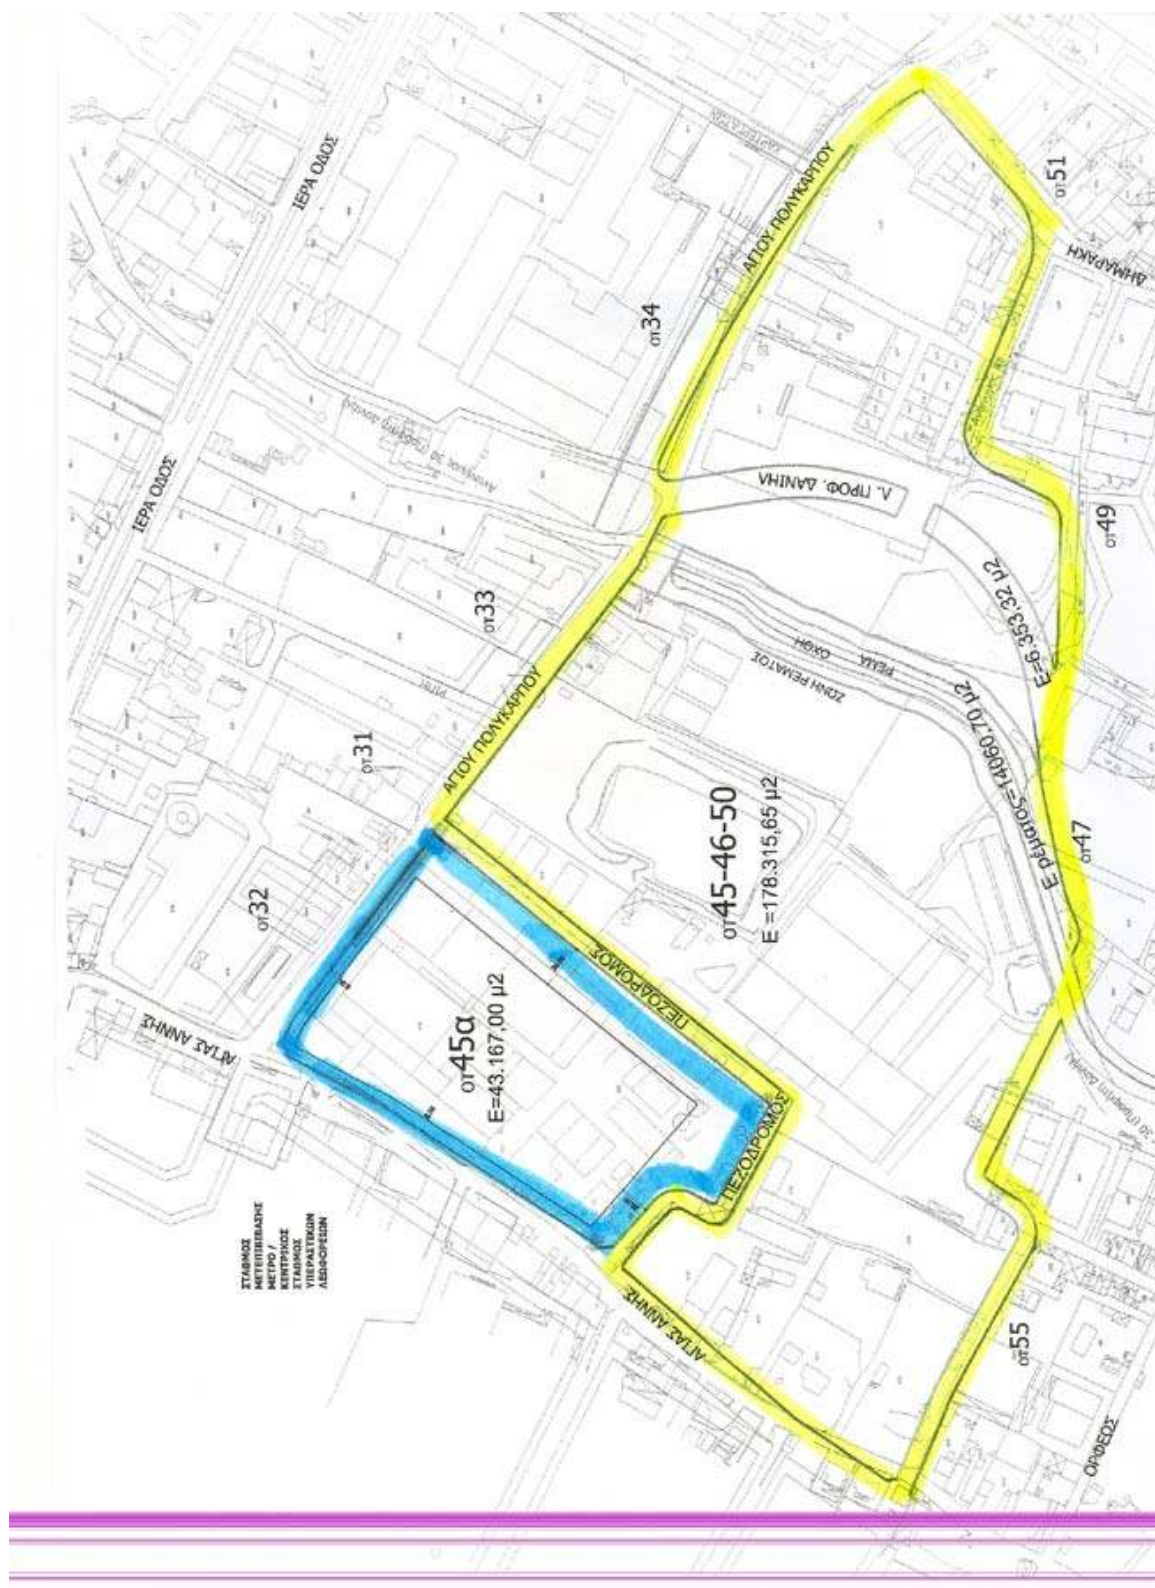 ΙΕΡΑ ΟΔΟΣ
ΙΕΡΑ ΟΔΟΣ
ΑΓΙΟΥ ΠΟΛΥΚΑΡΠΟΥ
οτ51
ΔΗΜΑΡΑΚΗ
οτ34
Λ. ΠΡΟΦ. ΔΑΝΙΗΛ
οτ49
οτ33
ΑΓΙΟΥ ΠΟΛΥΚΑΡΠΟΥ
ΟΧΘΗ
ΡΕΜΑ
ΖΩΝΗ ΡΕΜΑΤΟΣ
Ε=6.353,32 μ2
Ε ρέματος=14060,70 μ2
οτ31
οτ45-46-50
Ε =178.315,65 μ2
οτ47
οτ32
ΑΓΙΑΣ ΑΝΝΗΣ
οτ45α
Ε=43.167,00 μ2
ΠΕΖΟΔΡΟΜΟΣ
ΠΕΖΟΔΡΟΜΟΣ
ΣΤΑΘΜΟΣ
ΜΕΤΕΠΙΒΙΒΑΣΗΣ
ΜΕΤΡΟ /
ΚΕΝΤΡΙΚΟΣ
ΣΤΑΘΜΟΣ
ΥΠΕΡΑΣΤΙΚΩΝ
ΛΕΩΦΟΡΕΙΩΝ
ΑΓΙΑΣ ΑΝΝΗΣ
οτ55
ΟΡΦΕΩΣ